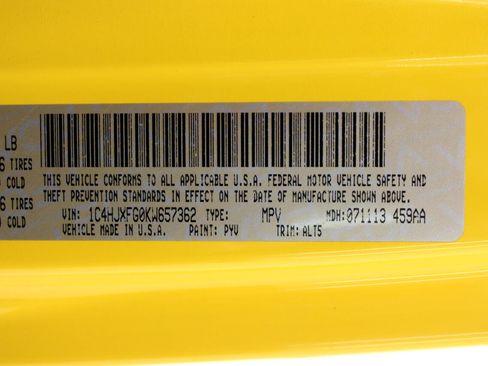 LB
6 TIRES
COLD
6 TIRES
COLD
THIS VEHICLE CONFORMS TO ALL APPLICABLE U.S.A. FEDERAL MOTOR VEHICLE SAFETY AND
THEFT PREVENTION STANDARDS IN EFFECT ON THE DATE OF MANUFACTURE SHOWN ABOVE.
VIN: 1C4HJXFG0KW657362 TYPE: MPV MDH: 071113 459AA
VEHICLE MADE IN U.S.A. PAINT: PYV TRIM: ALT5